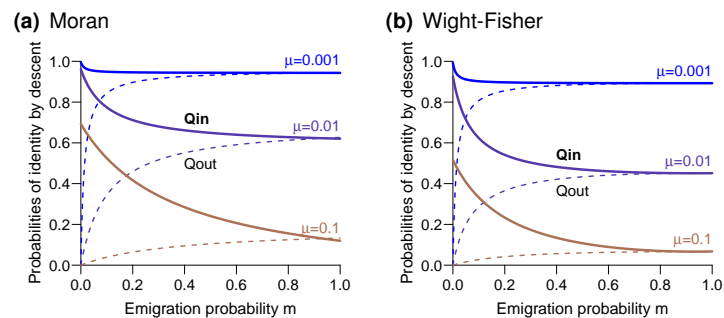 (a) Moran
Probabilities of identity by descent
1.0
0.8
0.6
0.4
0.2
0.0
μ=0.001
Qin
μ=0.01
Qout
μ=0.1
0.0 0.2 0.4 0.6 0.8 1.0
Emigration probability m
(b) Wight-Fisher
Probabilities of identity by descent
1.0
0.8
0.6
0.4
0.2
0.0
μ=0.001
Qin
μ=0.01
Qout
μ=0.1
0.0 0.2 0.4 0.6 0.8 1.0
Emigration probability m